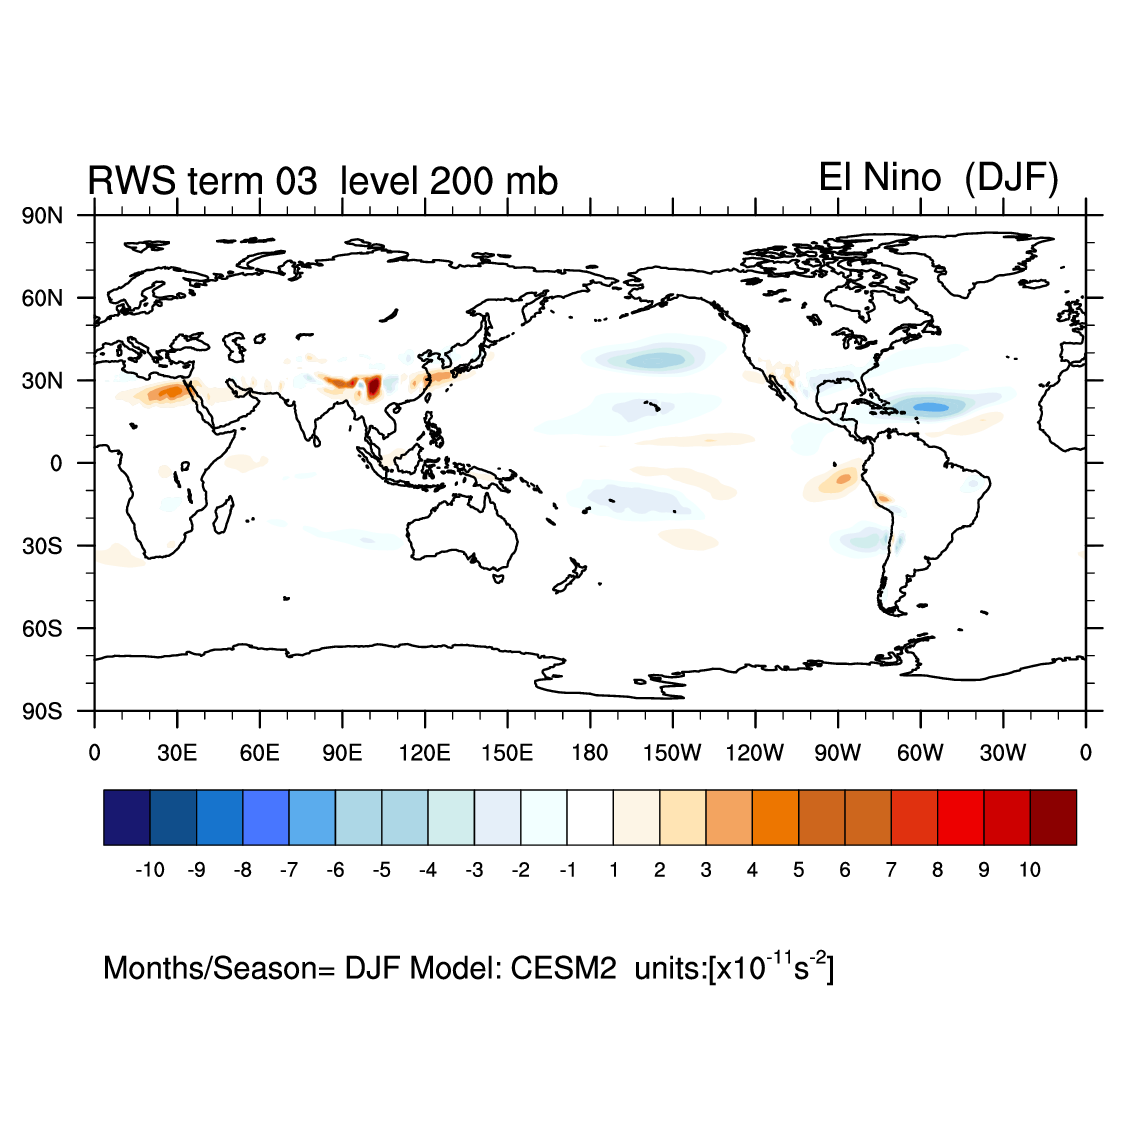 RWS term 03  level 200 mb
El Nino  (DJF)
90N
60N
30N
0
30S
60S
90S
0 30E 60E 90E 120E 150E 180 150W 120W 90W 60W 30W 0
-10 -9 -8 -7 -6 -5 -4 -3 -2 -1 1 2 3 4 5 6 7 8 9 10
Months/Season= DJF Model: CESM2  units:[x10⁻¹¹s⁻²]